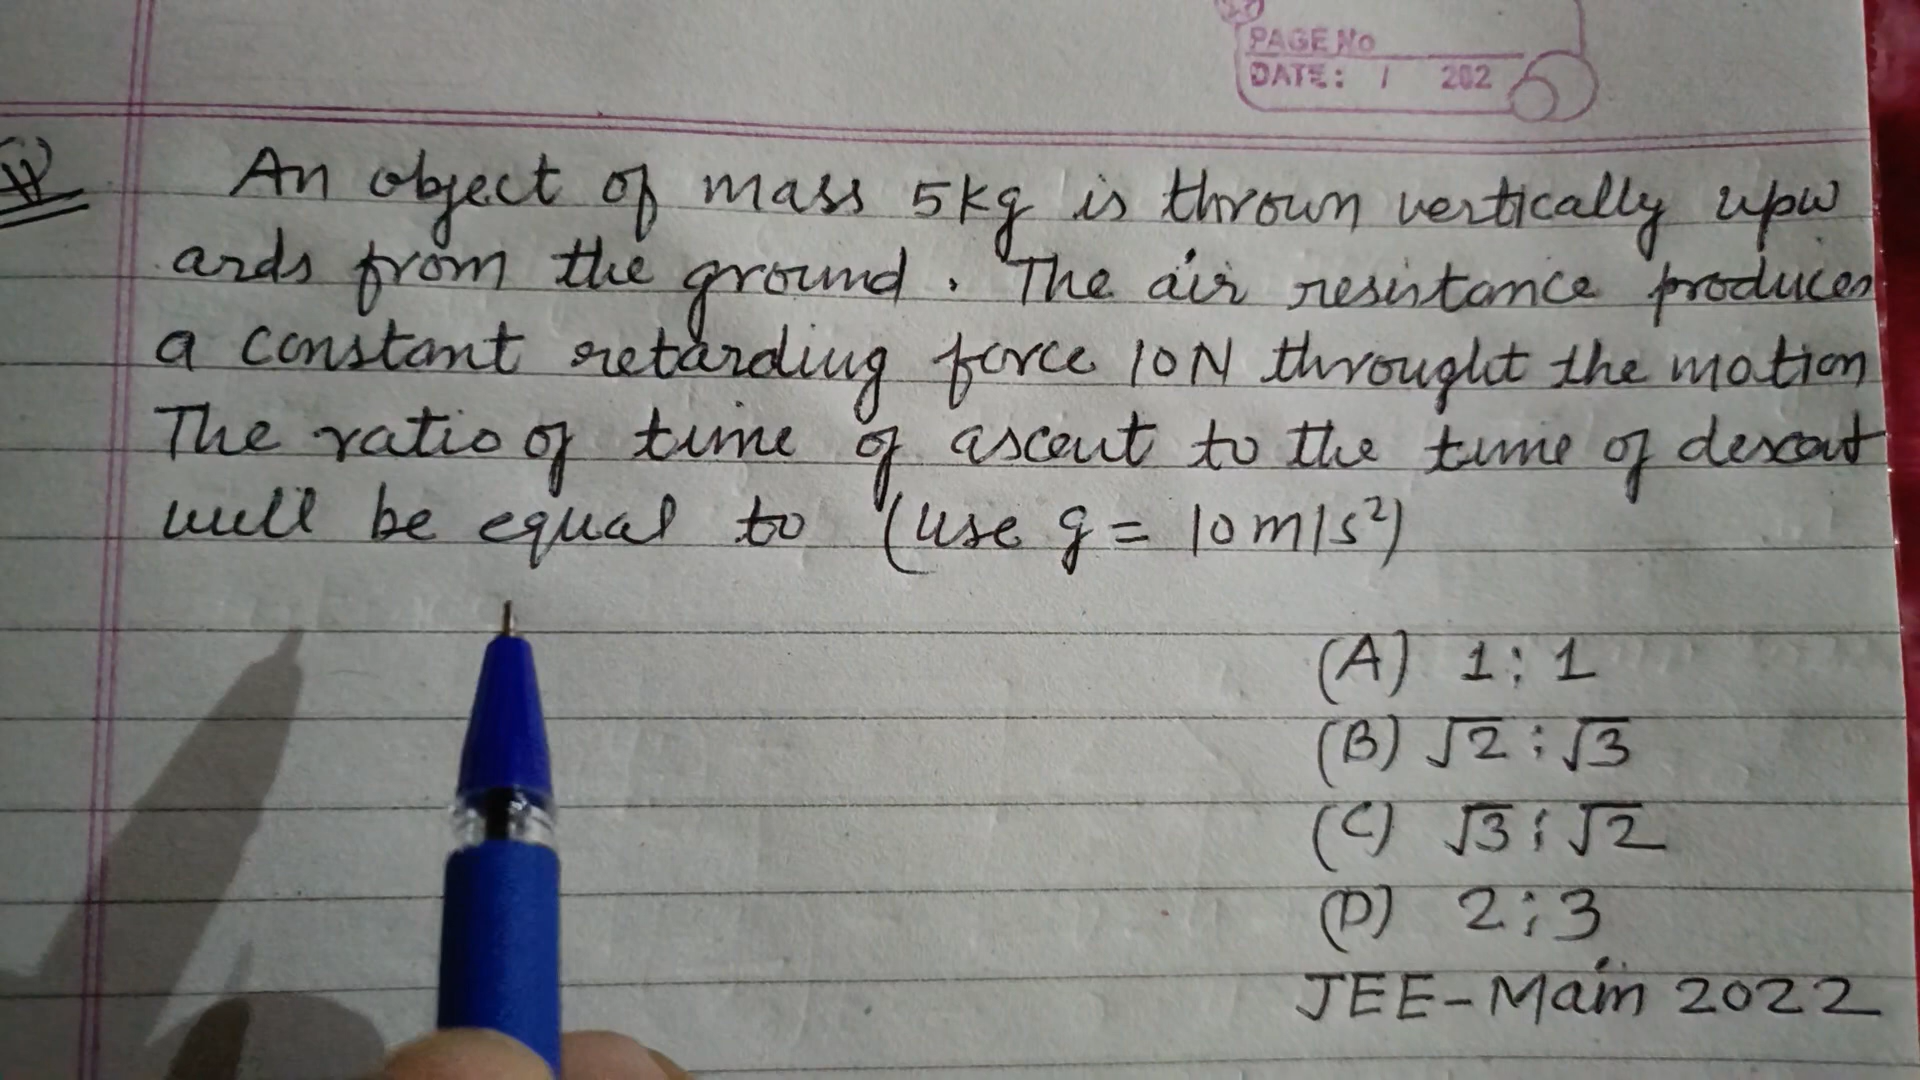 PAGE No
DATE: / 202
An object of mass 5kg is thrown vertically upw
ards from the ground. The air resistance produces
a constant retarding force 10N throught the motion
The ratio of time of ascent to the time of descent
will be equal to (use g = 10m/s²)
(A) 1:1
(B) √2:√3
(C) √3:√2
(D) 2:3
JEE-Main 2022